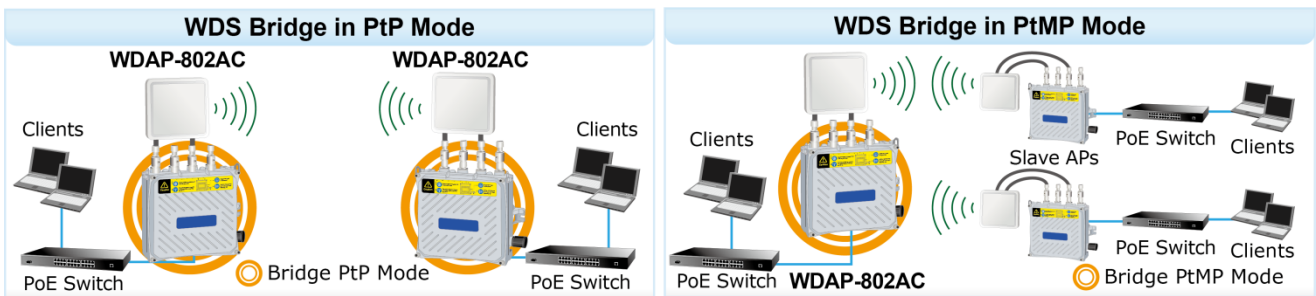 WDS Bridge in PtP Mode
WDAP-802AC
WDAP-802AC
Clients
Clients
PoE Switch
Bridge PtP Mode
PoE Switch
WDS Bridge in PtMP Mode
WDAP-802AC
Clients
PoE Switch
PoE Switch
Clients
Slave APs
PoE Switch
Clients
Bridge PtMP Mode